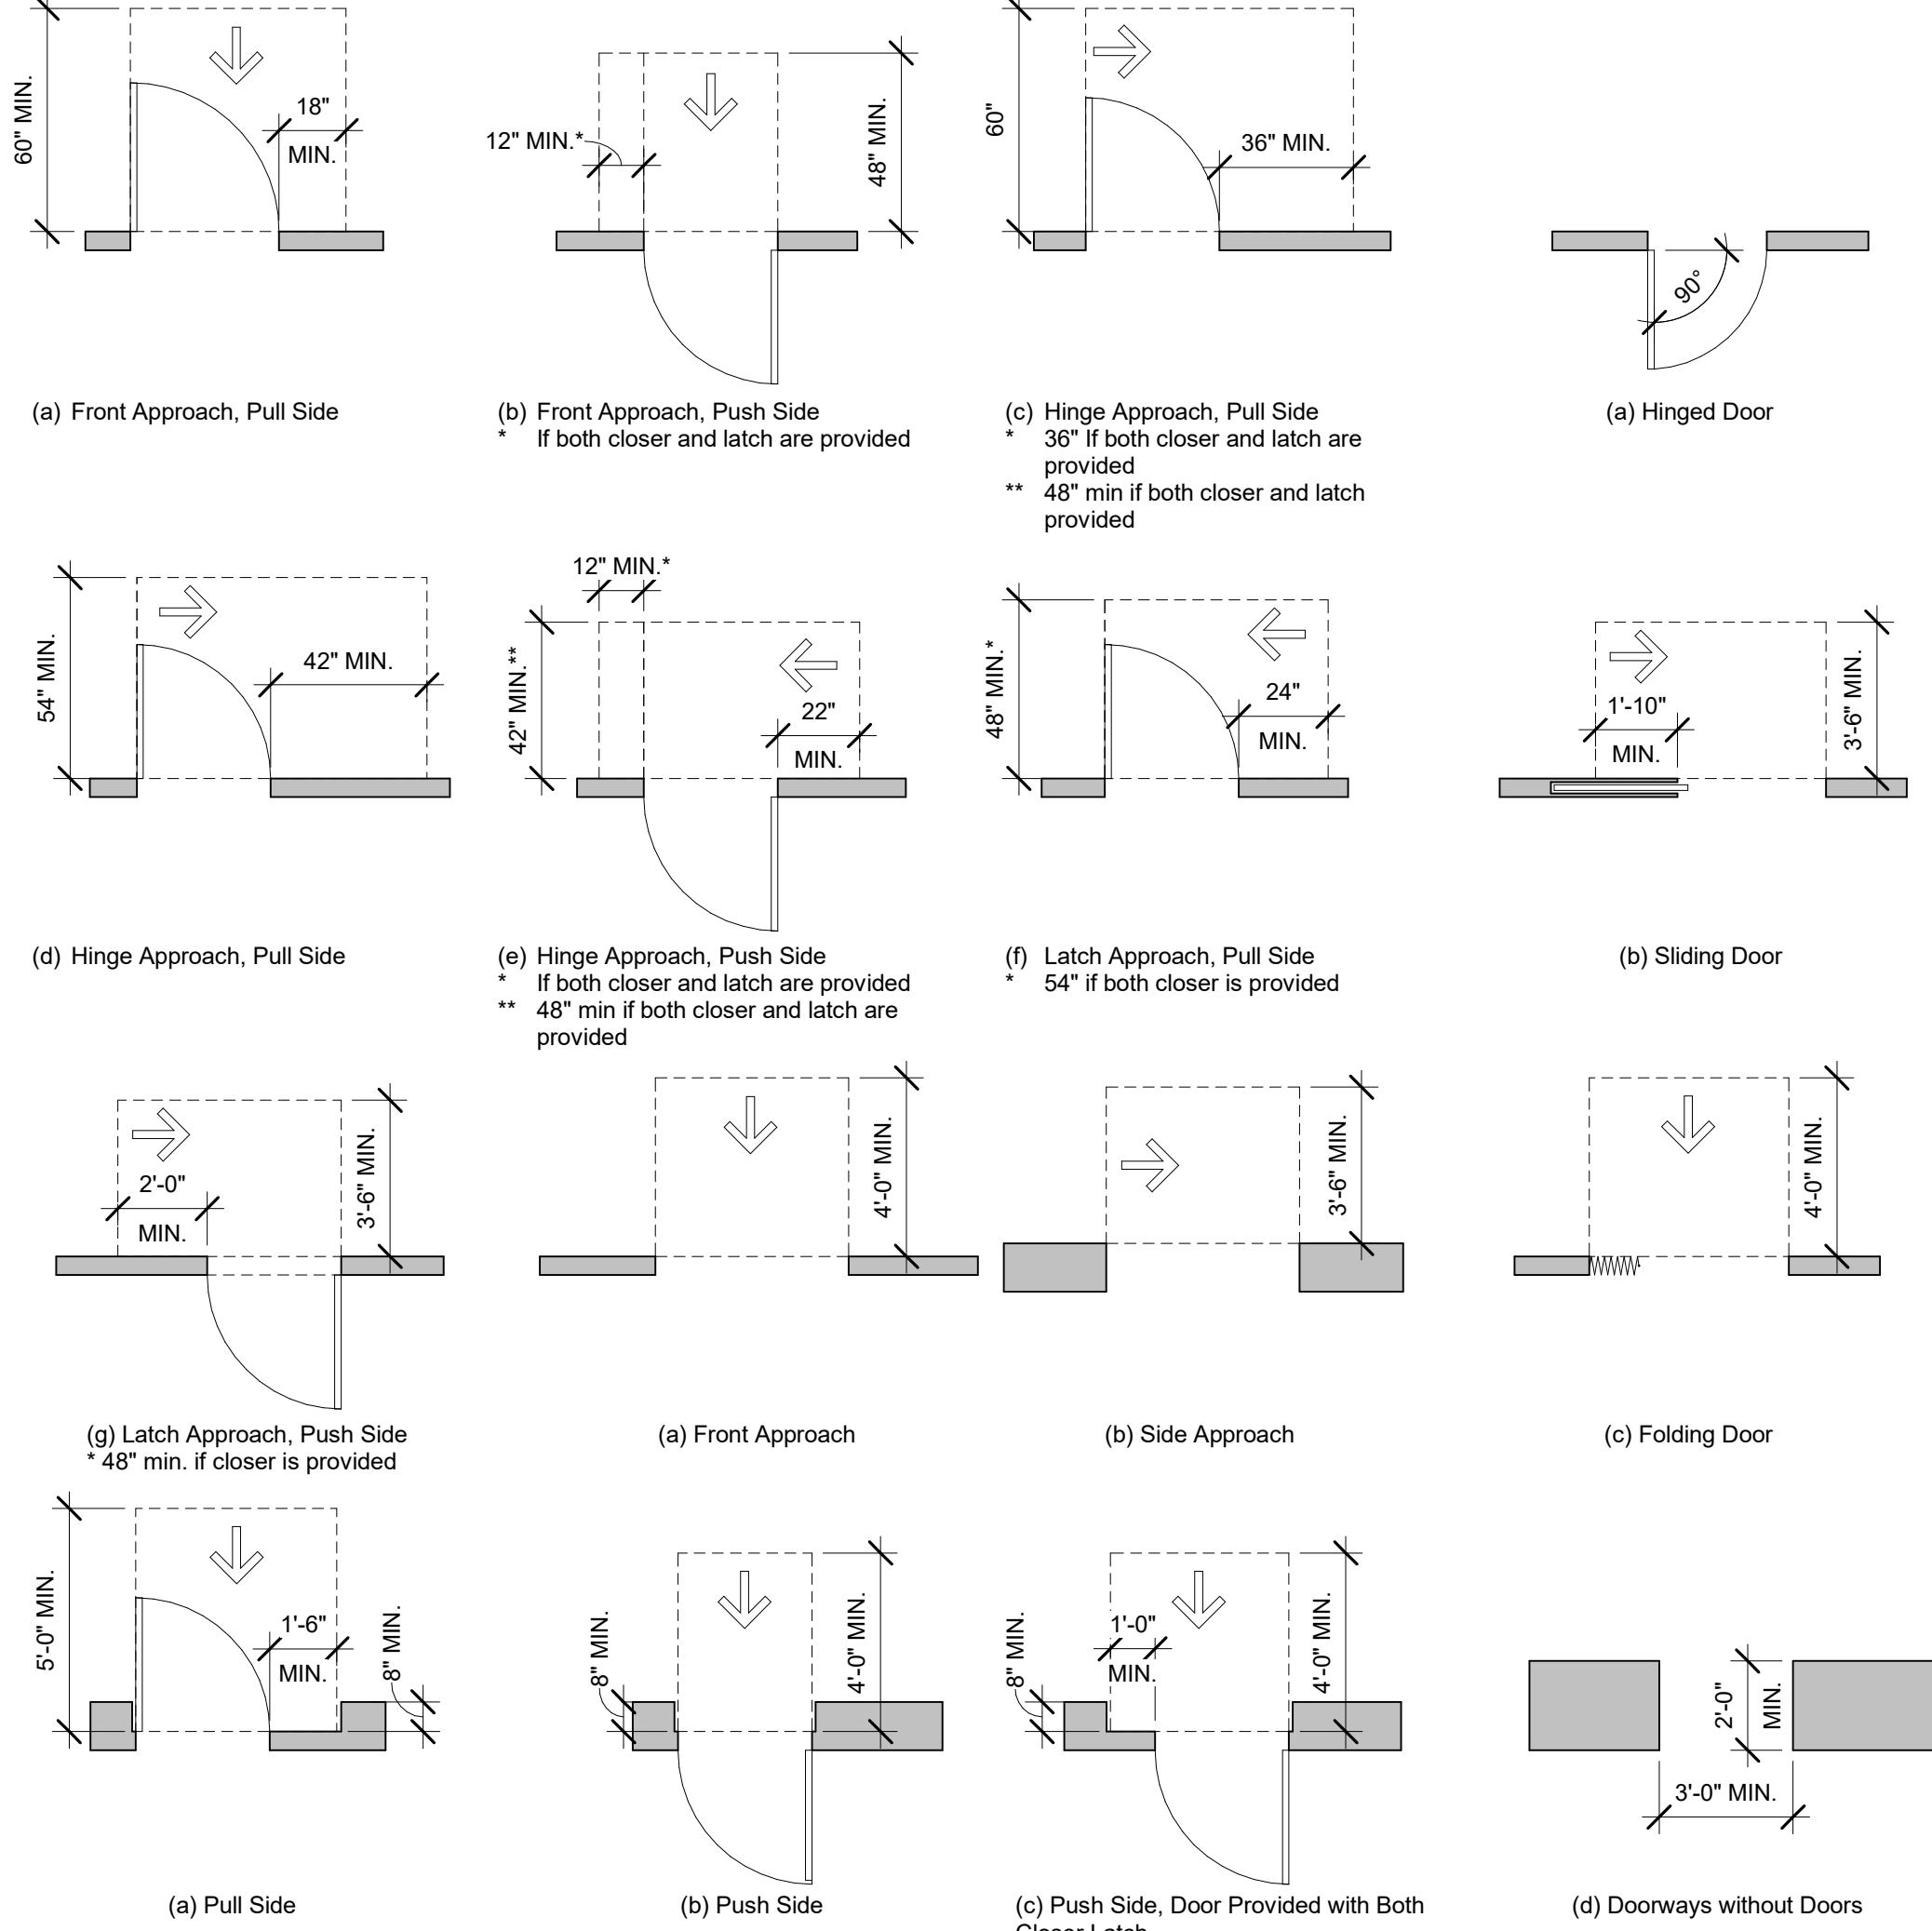 60" MIN.
18"
MIN.
(a) Front Approach, Pull Side
12" MIN.*
48" MIN.
(b) Front Approach, Push Side
* If both closer and latch are provided
60"
36" MIN.
(c) Hinge Approach, Pull Side
* 36" If both closer and latch are
provided
** 48" min if both closer and latch
provided
90°
(a) Hinged Door
54" MIN.
42" MIN.
(d) Hinge Approach, Pull Side
12" MIN.*
42" MIN.**
22"
MIN.
(e) Hinge Approach, Push Side
* If both closer and latch are provided
** 48" min if both closer and latch are
provided
48" MIN.*
24"
MIN.
(f) Latch Approach, Pull Side
* 54" if both closer is provided
1'-10"
MIN.
3'-6" MIN.
(b) Sliding Door
2'-0"
MIN.
3'-6" MIN.
(g) Latch Approach, Push Side
* 48" min. if closer is provided
4'-0" MIN.
(a) Front Approach
3'-6" MIN.
(b) Side Approach
4'-0" MIN.
(c) Folding Door
5'-0" MIN.
1'-6"
MIN.
8" MIN.
(a) Pull Side
8" MIN.
4'-0" MIN.
(b) Push Side
8" MIN.
1'-0"
MIN.
4'-0" MIN.
(c) Push Side, Door Provided with Both
Closer Latch
2'-0"
MIN.
3'-0" MIN.
(d) Doorways without Doors